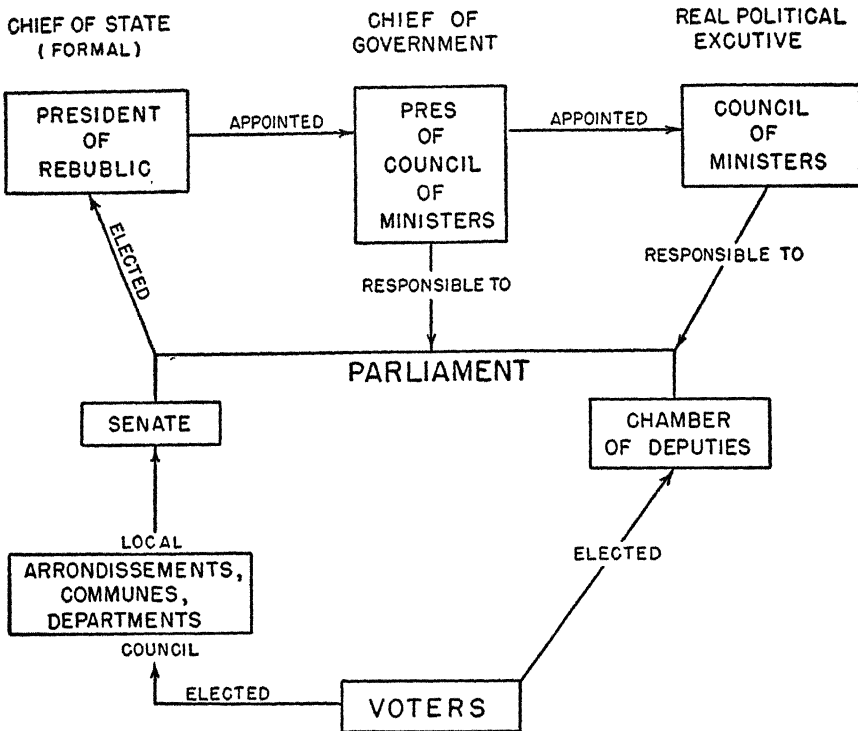 CHIEF OF STATE
(FORMAL)
CHIEF OF
GOVERNMENT
REAL POLITICAL
EXCUTIVE
PRESIDENT
OF
REBUBLIC
APPOINTED
PRES
OF
COUNCIL
OF
MINISTERS
APPOINTED
COUNCIL
OF
MINISTERS
ELECTED
RESPONSIBLE TO
RESPONSIBLE TO
PARLIAMENT
SENATE
CHAMBER
OF DEPUTIES
LOCAL
ARRONDISSEMENTS,
COMMUNES,
DEPARTMENTS
COUNCIL
ELECTED
ELECTED
VOTERS